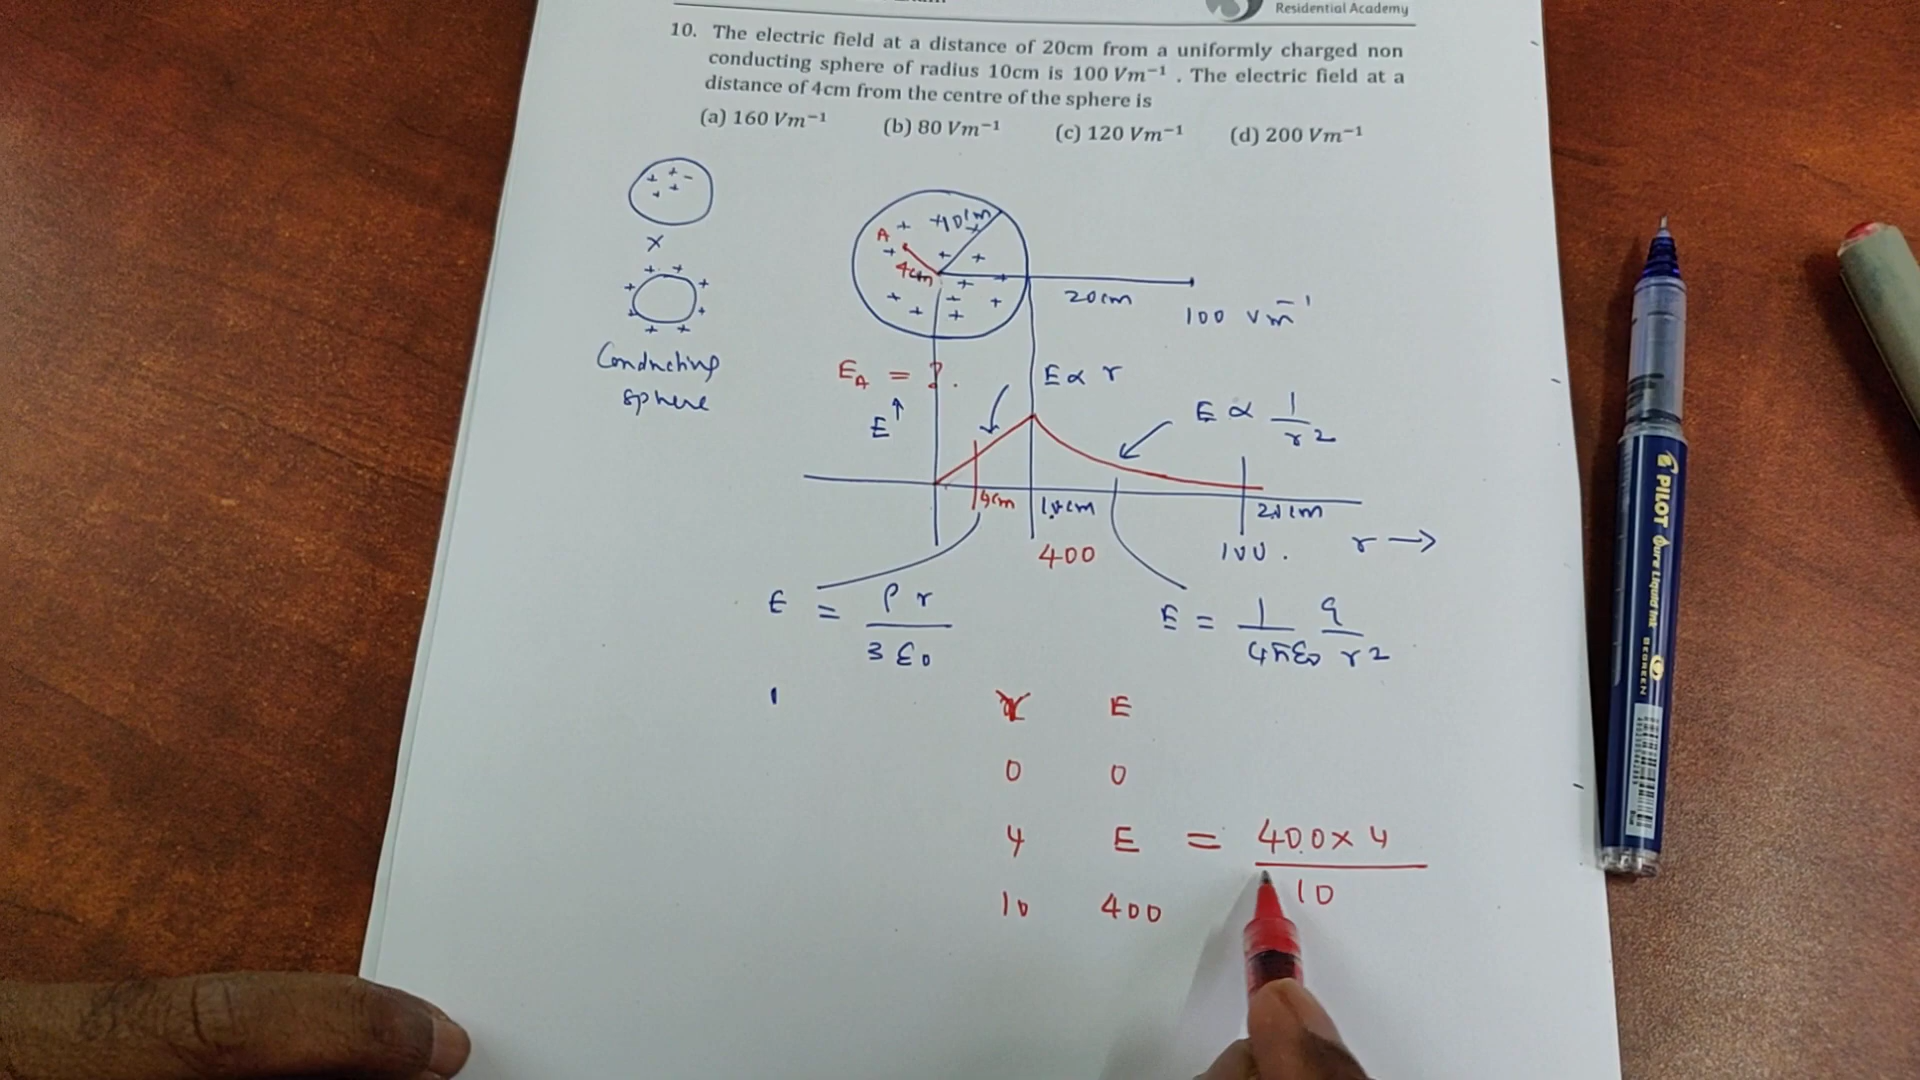 Residential Academy
10. The electric field at a distance of 20cm from a uniformly charged non
conducting sphere of radius 10cm is 100 Vm⁻¹ . The electric field at a
distance of 4cm from the centre of the sphere is
(a) 160 Vm⁻¹ (b) 80 Vm⁻¹ (c) 120 Vm⁻¹ (d) 200 Vm⁻¹
+ + - + +
x
+ + + + + + + +
Conducting
sphere
A
10cm
4cm
20cm
100 Vm⁻¹
E_A = ?.
E ∝ r
E ↑
E ∝ 1/r2
4cm
10cm
20cm
400
100 .
r →
E = ρr / 3ε0
E = 1/4πε0 q/r2
r E
0 0
4 E = 400 x 4 / 10
10 400
PILOT Pure Liquid Ink
BEGREEN